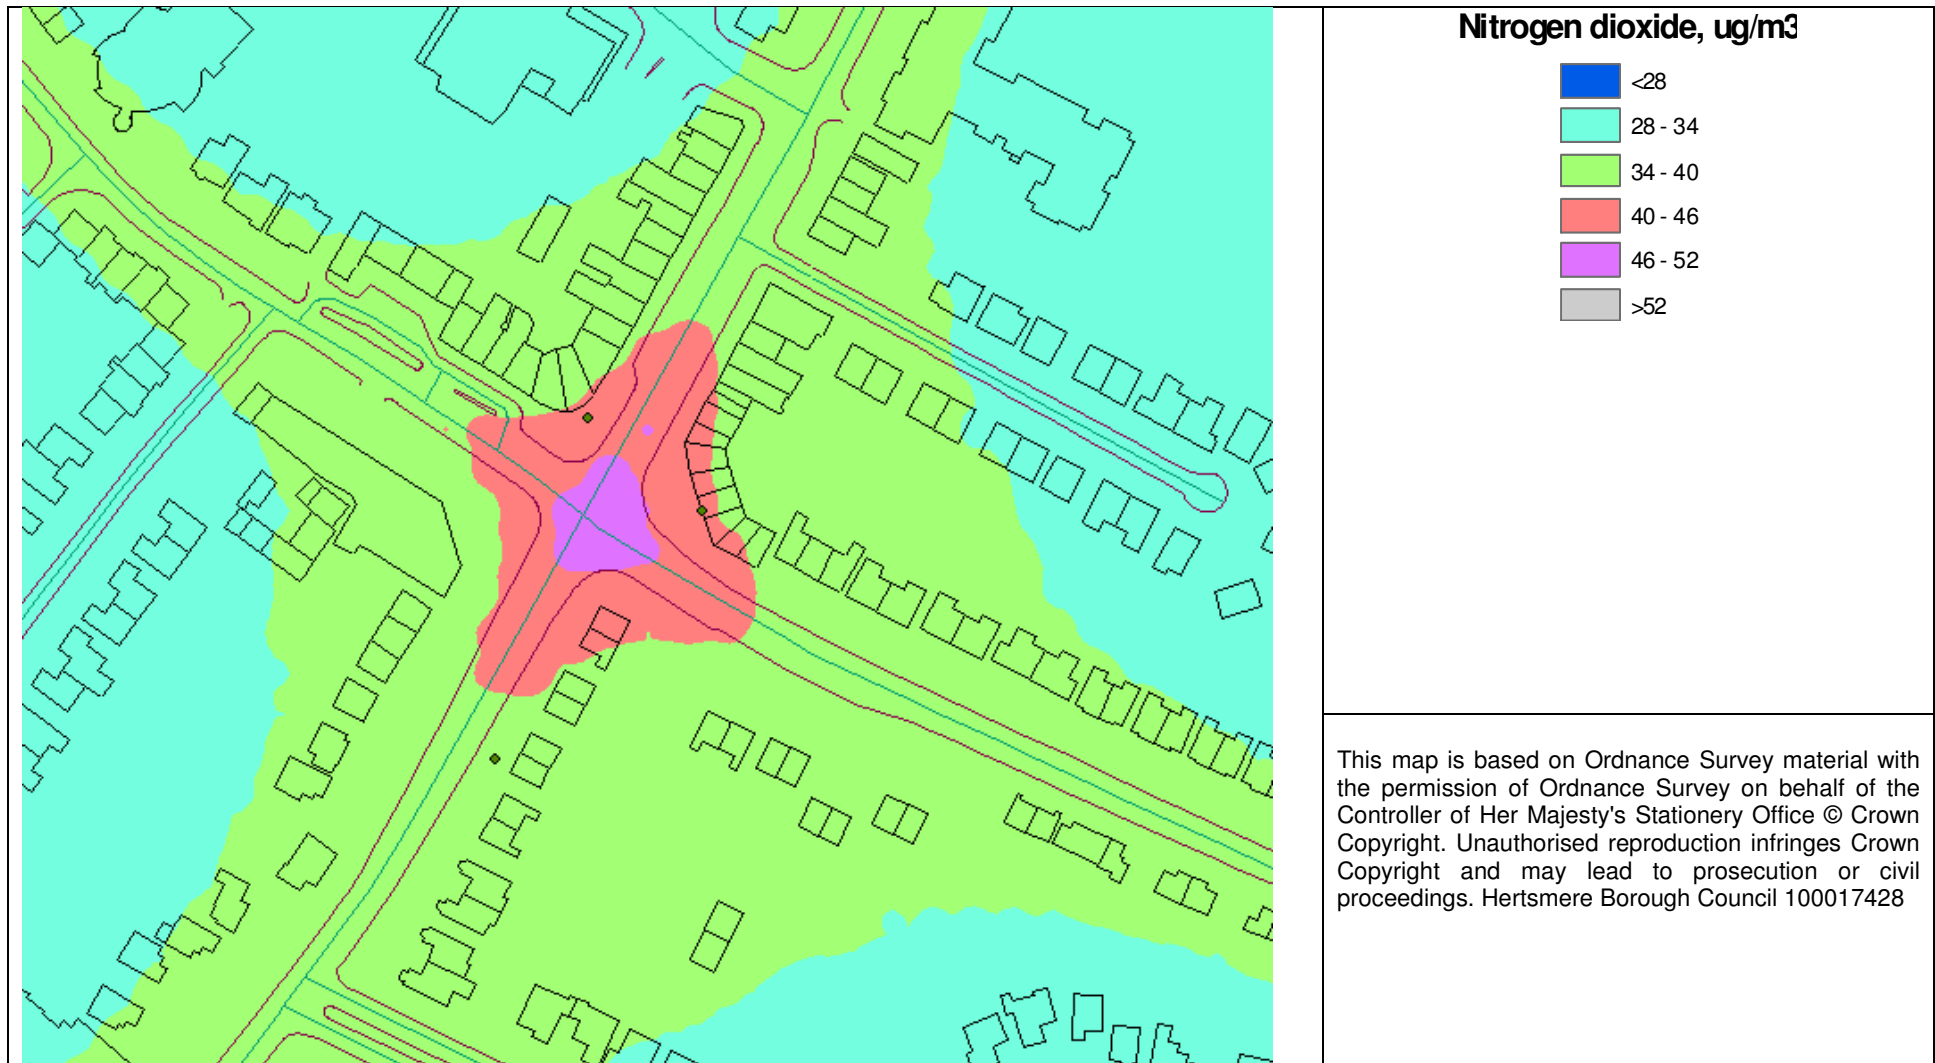 Nitrogen dioxide, ug/m3
<28
28 - 34
34 - 40
40 - 46
46 - 52
>52
This map is based on Ordnance Survey material with
the permission of Ordnance Survey on behalf of the
Controller of Her Majesty's Stationery Office © Crown
Copyright. Unauthorised reproduction infringes Crown
Copyright and may lead to prosecution or civil
proceedings. Hertsmere Borough Council 100017428